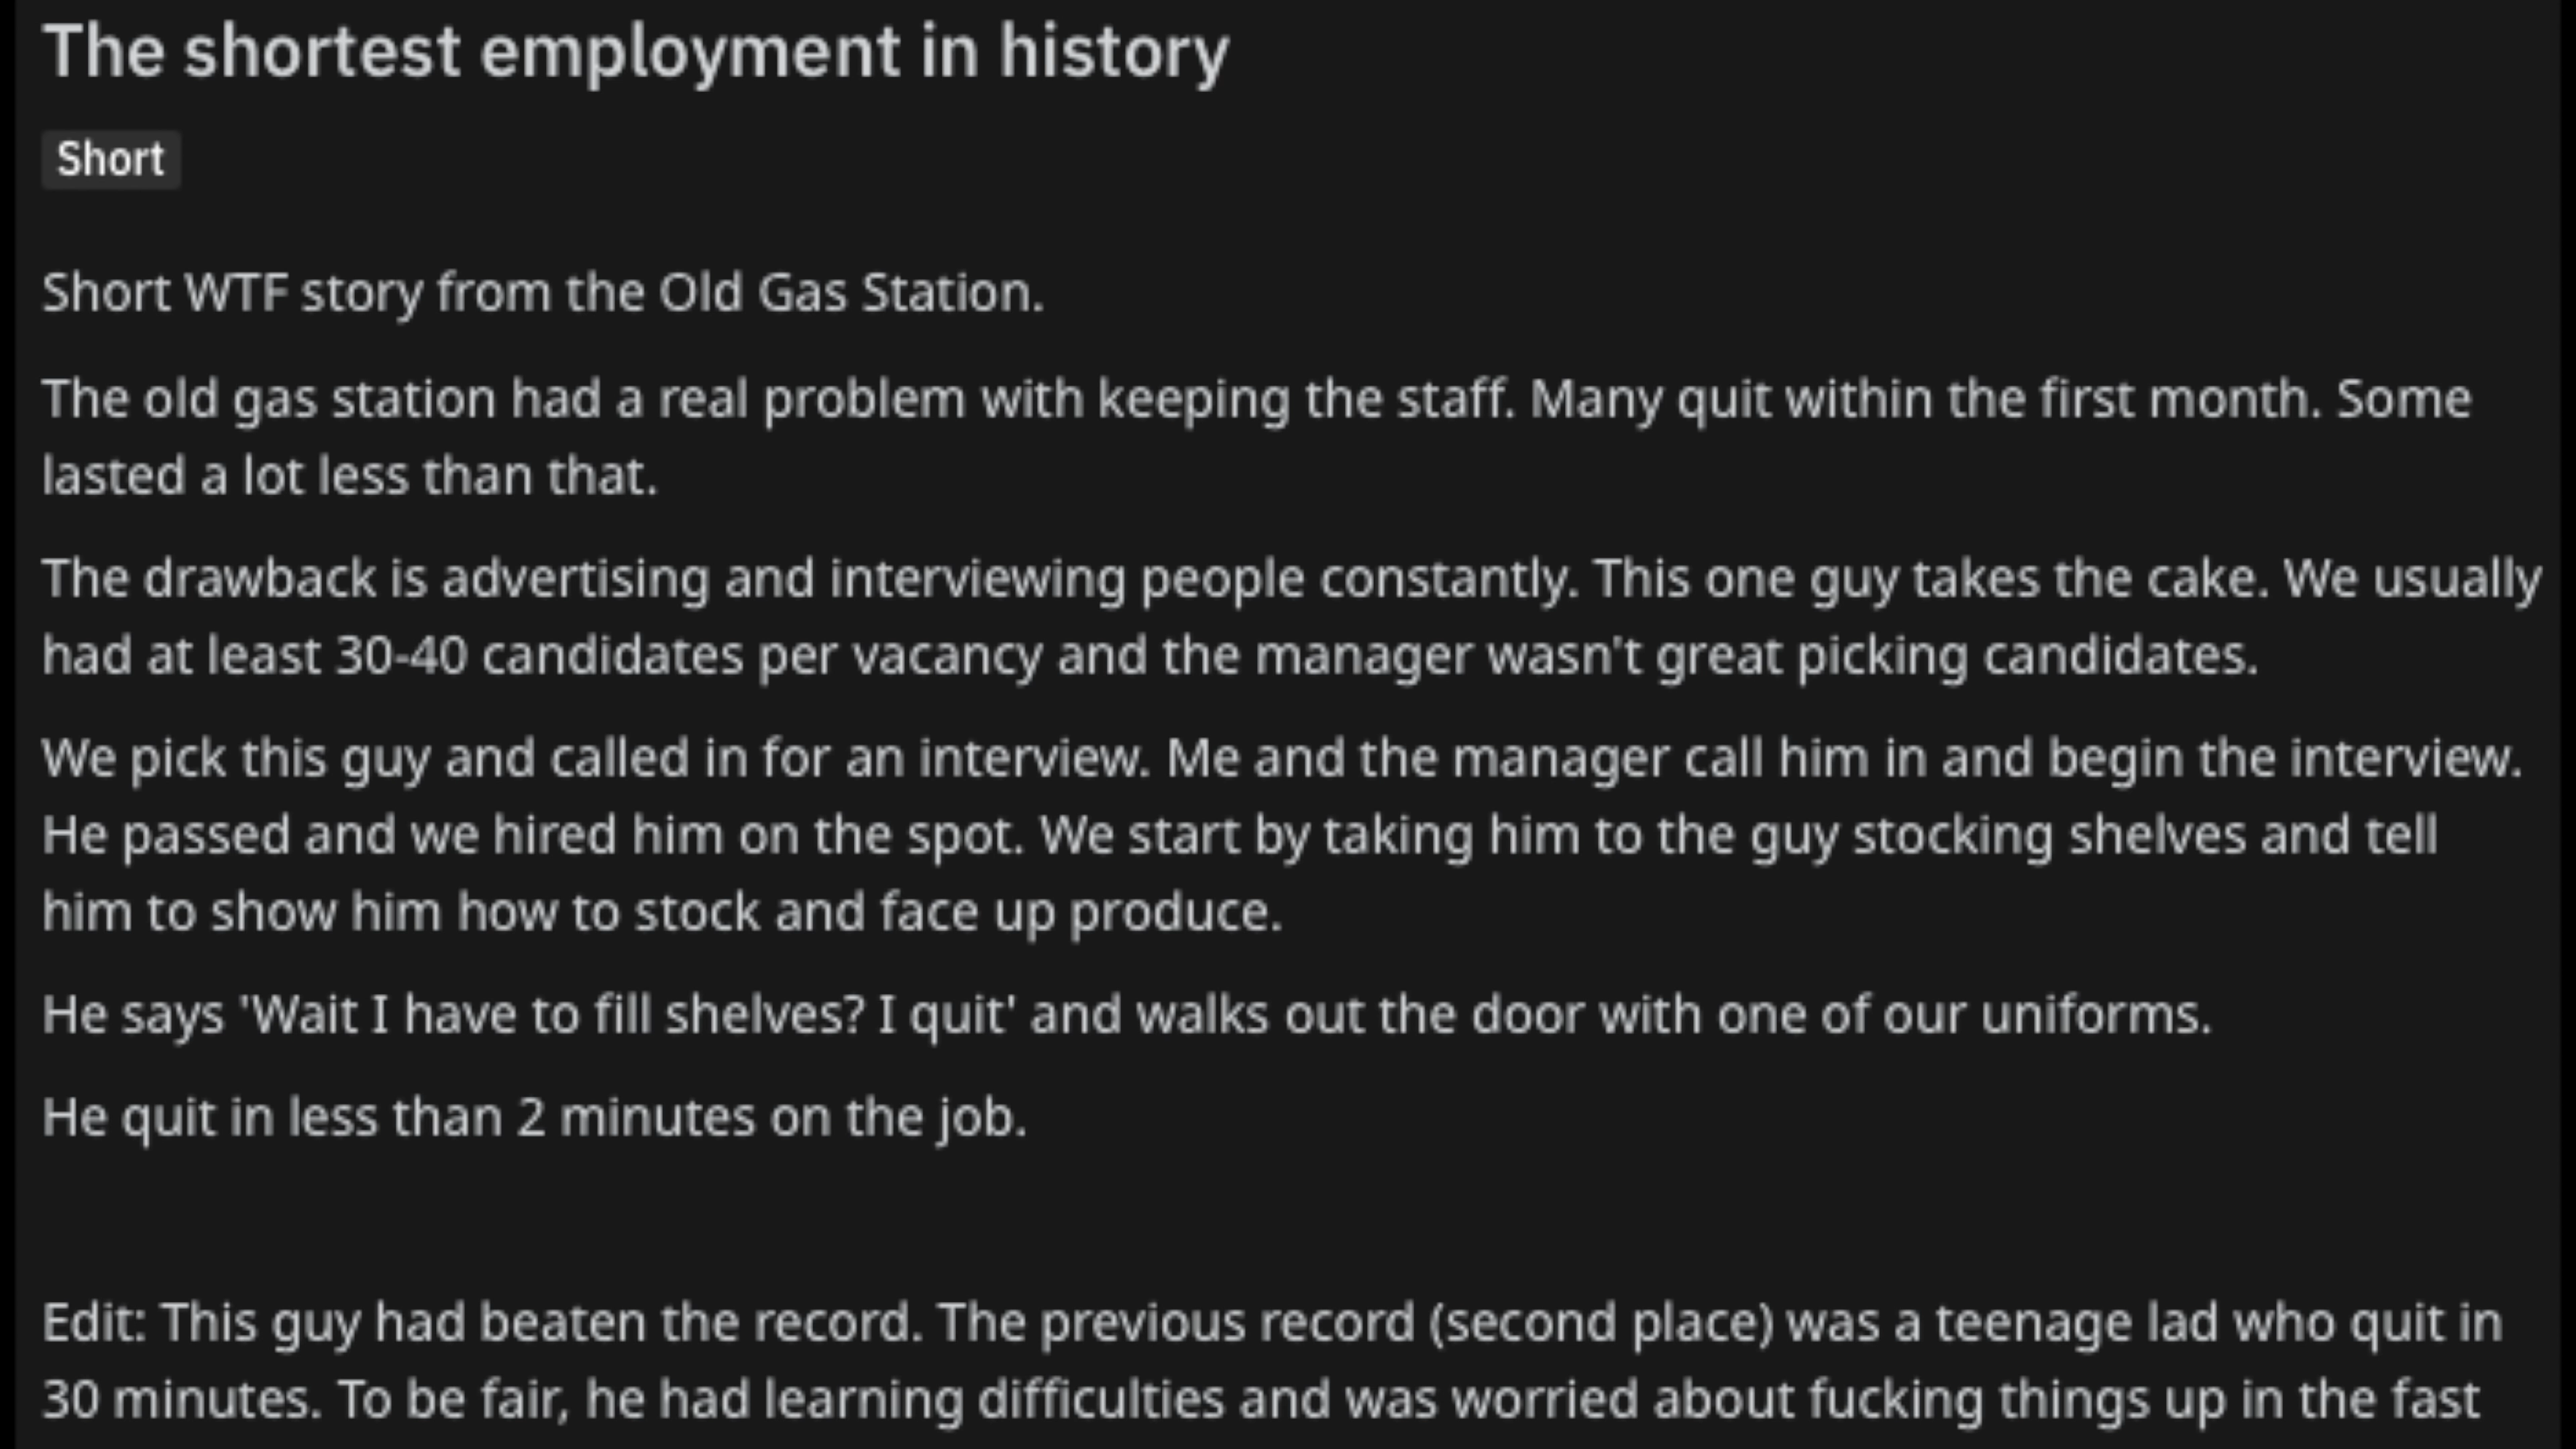 The shortest employment in history
Short
Short WTF story from the Old Gas Station.
The old gas station had a real problem with keeping the staff. Many quit within the first month. Some
lasted a lot less than that.
The drawback is advertising and interviewing people constantly. This one guy takes the cake. We usually
had at least 30-40 candidates per vacancy and the manager wasn't great picking candidates.
We pick this guy and called in for an interview. Me and the manager call him in and begin the interview.
He passed and we hired him on the spot. We start by taking him to the guy stocking shelves and tell
him to show him how to stock and face up produce.
He says 'Wait I have to fill shelves? I quit' and walks out the door with one of our uniforms.
He quit in less than 2 minutes on the job.
Edit: This guy had beaten the record. The previous record (second place) was a teenage lad who quit in
30 minutes. To be fair, he had learning difficulties and was worried about fucking things up in the fast